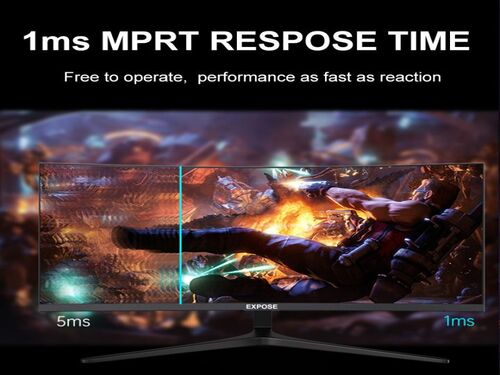 1ms MPRT RESPOSE TIME
Free to operate, performance as fast as reaction
EXPOSE
5ms
1ms